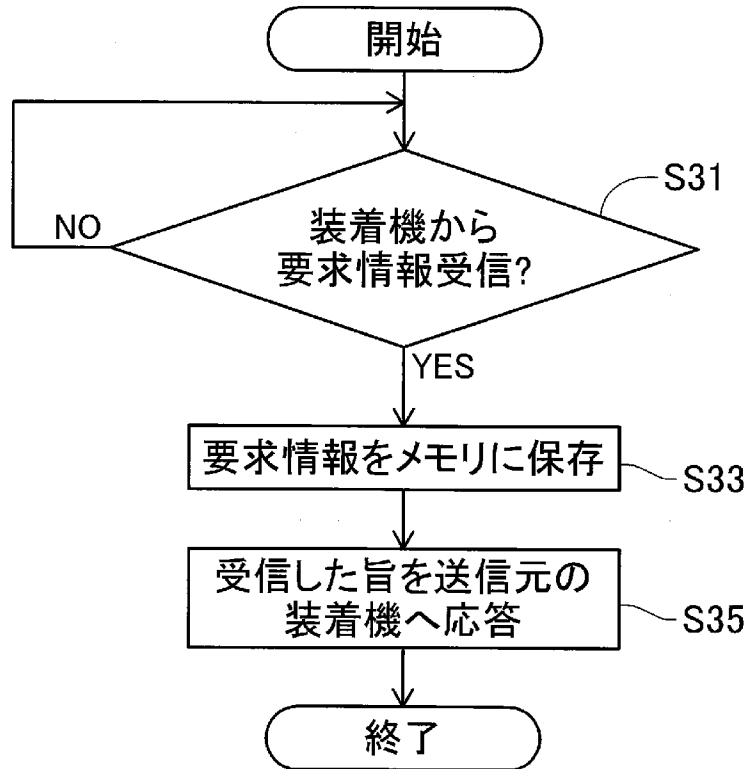 開始
S31
装着機から
要求情報受信?
NO
YES
要求情報をメモリに保存
S33
受信した旨を送信元の
装着機へ応答
S35
終了